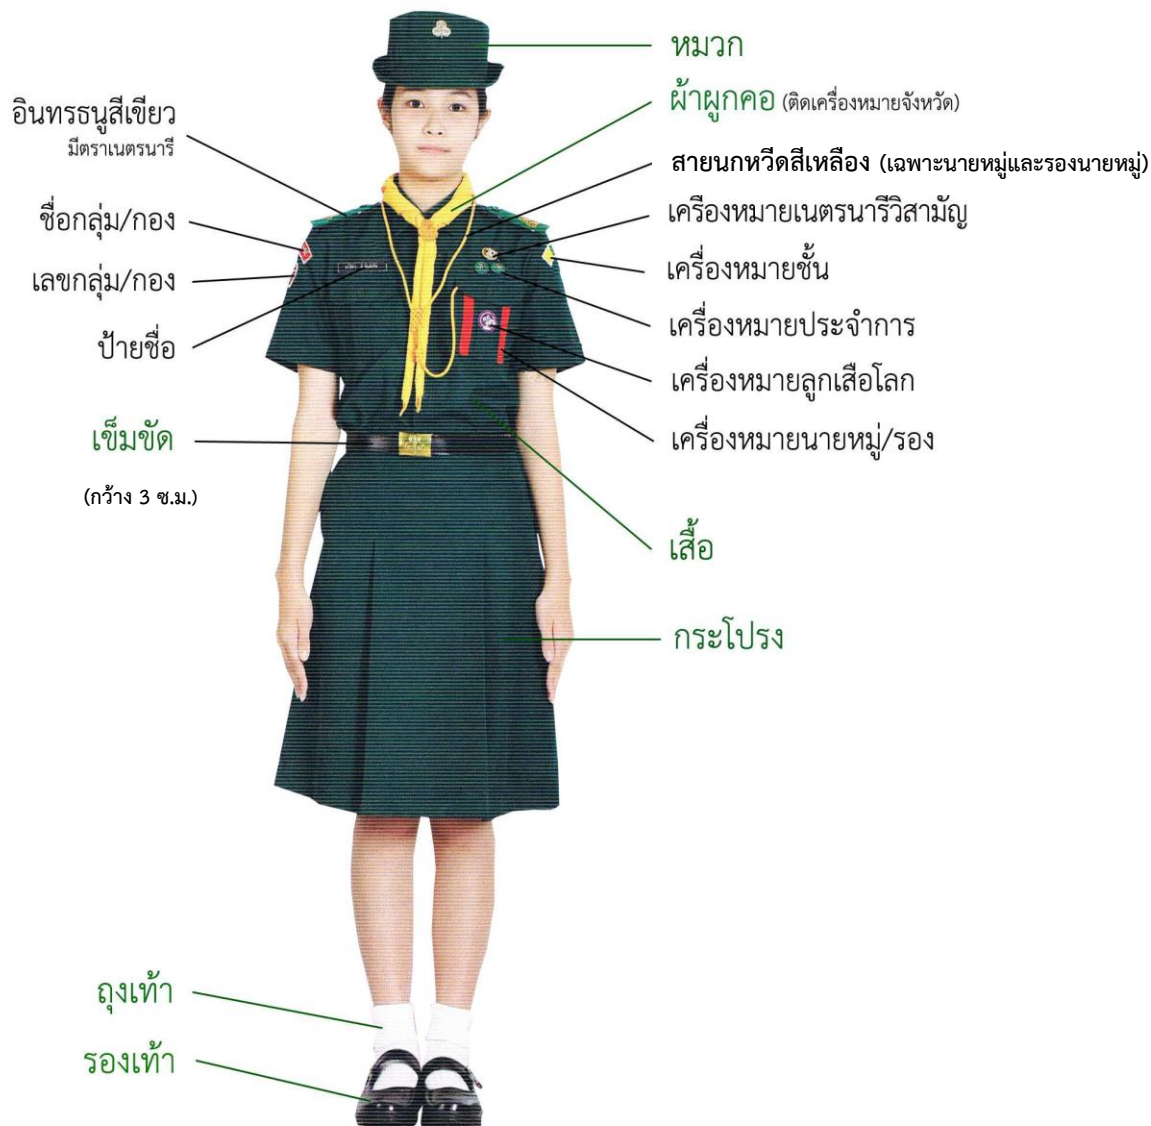 หมวก
ผ้าผูกคอ (ติดเครื่องหมายจังหวัด)
อินทรธนูสีเขียว
มีตราเนตรนารี
สายนกหวีดสีเหลือง (เฉพาะนายหมู่และรองนายหมู่)
ชื่อกลุ่ม/กอง
เครื่องหมายเนตรนารีวิสามัญ
เลขกลุ่ม/กอง
เครื่องหมายชั้น
ป้ายชื่อ
เครื่องหมายประจำการ
เครื่องหมายลูกเสือโลก
เข็มขัด
เครื่องหมายนายหมู่/รอง
(กว้าง 3 ซ.ม.)
เสื้อ
กระโปรง
ถุงเท้า
รองเท้า